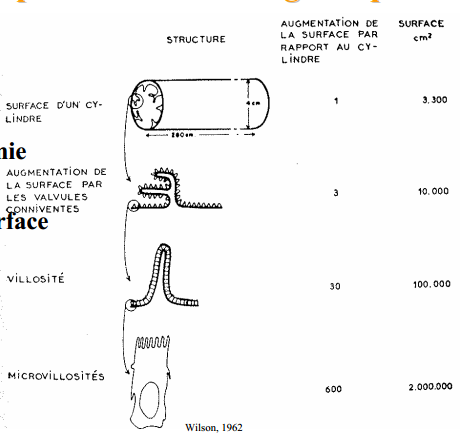 STRUCTURE
AUGMENTATION DE
LA SURFACE PAR
RAPPORT AU CY-
LINDRE
SURFACE
cm²
SURFACE D'UN CY-
LINDRE
4 cm
280 cm
1
3.300
nie
AUGMENTATION DE
LA SURFACE PAR
LES VALVULES
CONNIVENTES
3
10.000
rface
VILLOSITÉ
30
100.000
MICROVILLOSITÉS
600
2.000.000
Wilson, 1962